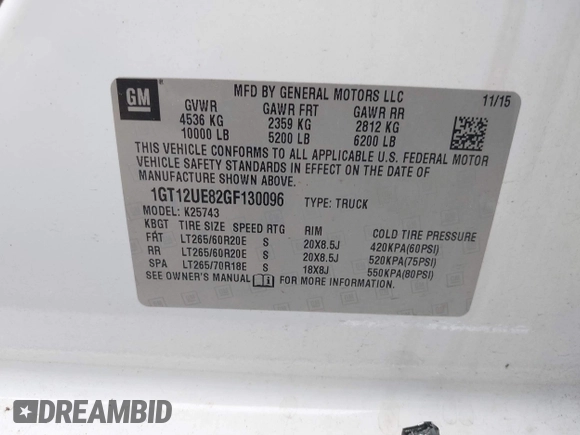 GM
MFD BY GENERAL MOTORS LLC
11/15
GVWR GAWR FRT GAWR RR
4536 KG 2359 KG 2812 KG
10000 LB 5200 LB 6200 LB
THIS VEHICLE CONFORMS TO ALL APPLICABLE U.S. FEDERAL MOTOR
VEHICLE SAFETY STANDARDS IN EFFECT ON THE DATE OF
MANUFACTURE SHOWN ABOVE.
1GT12UE82GF130096 TYPE: TRUCK
MODEL: K25743
KBGT TIRE SIZE SPEED RTG RIM COLD TIRE PRESSURE
FRT LT265/60R20E S 20X8.5J 420KPA(60PSI)
RR LT265/60R20E S 20X8.5J 520KPA(75PSI)
SPA LT265/70R18E S 18X8J 550KPA(80PSI)
SEE OWNER'S MANUAL FOR MORE INFORMATION.
DREAMBID